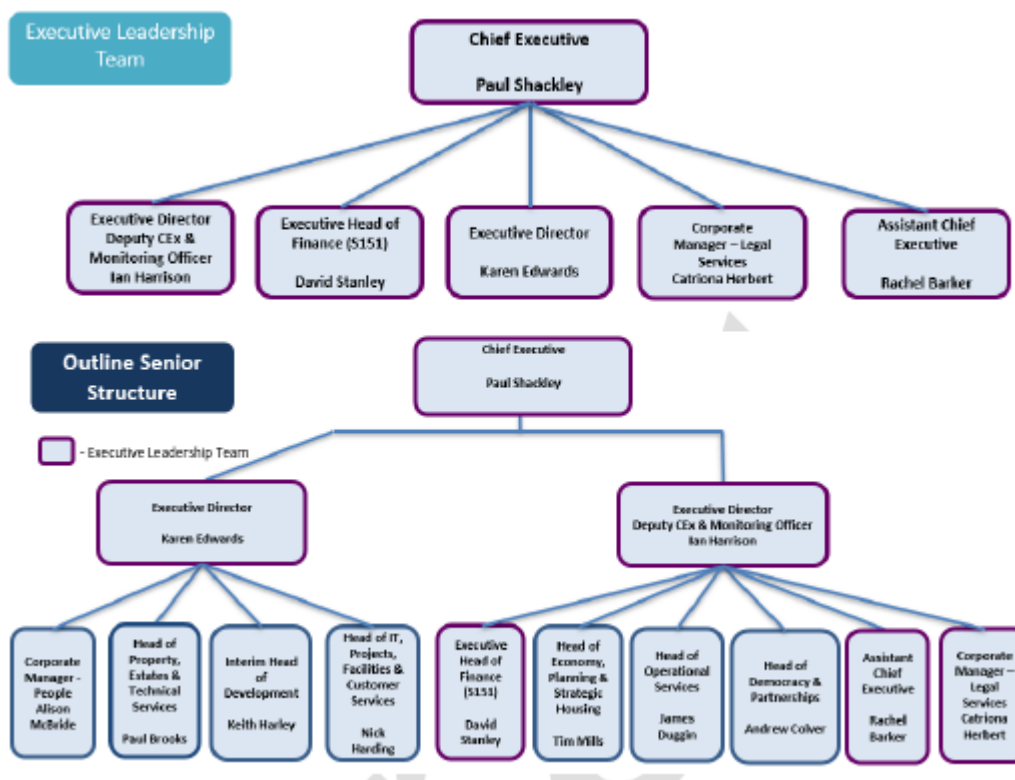 Executive Leadership
Team
Chief Executive
Paul Shackley
Executive Director
Deputy CEx &
Monitoring Officer
Ian Harrison
Executive Head of
Finance (S151)
David Stanley
Executive Director
Karen Edwards
Corporate
Manager – Legal
Services
Catriona Herbert
Assistant Chief
Executive
Rachel Barker
Outline Senior
Structure
Chief Executive
Paul Shackley
- Executive Leadership Team
Executive Director
Karen Edwards
Executive Director
Deputy CEx & Monitoring Officer
Ian Harrison
Corporate
Manager -
People
Alison
McBride
Head of
Property,
Estates &
Technical
Services
Paul Brooks
Interim Head
of
Development
Keith Harley
Head of IT,
Projects,
Facilities &
Customer
Services
Nick
Harding
Executive
Head of
Finance
(S151)
David
Stanley
Head of
Economy,
Planning &
Strategic
Housing
Tim Mills
Head of
Operational
Services
James
Duggin
Head of
Democracy &
Partnerships
Andrew Colver
Assistant
Chief
Executive
Rachel
Barker
Corporate
Manager –
Legal
Services
Catriona
Herbert